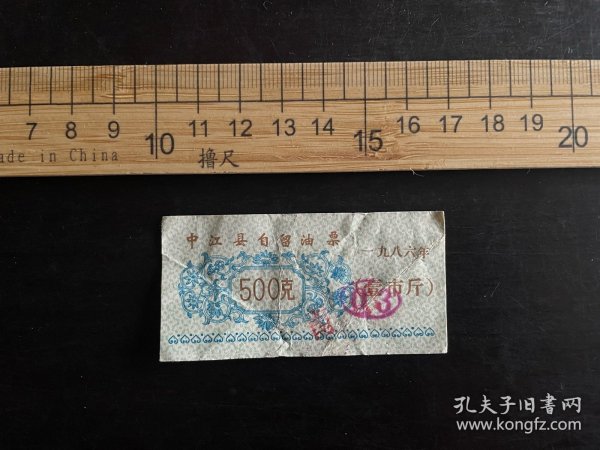 7 8 9 10 11 12 13 14 15 16 17 18 19 20
ade in China
撸尺
中江县自留油票
一九八六年
500克
(壹市斤)
03
孔夫子旧书网
www.kongfz.com